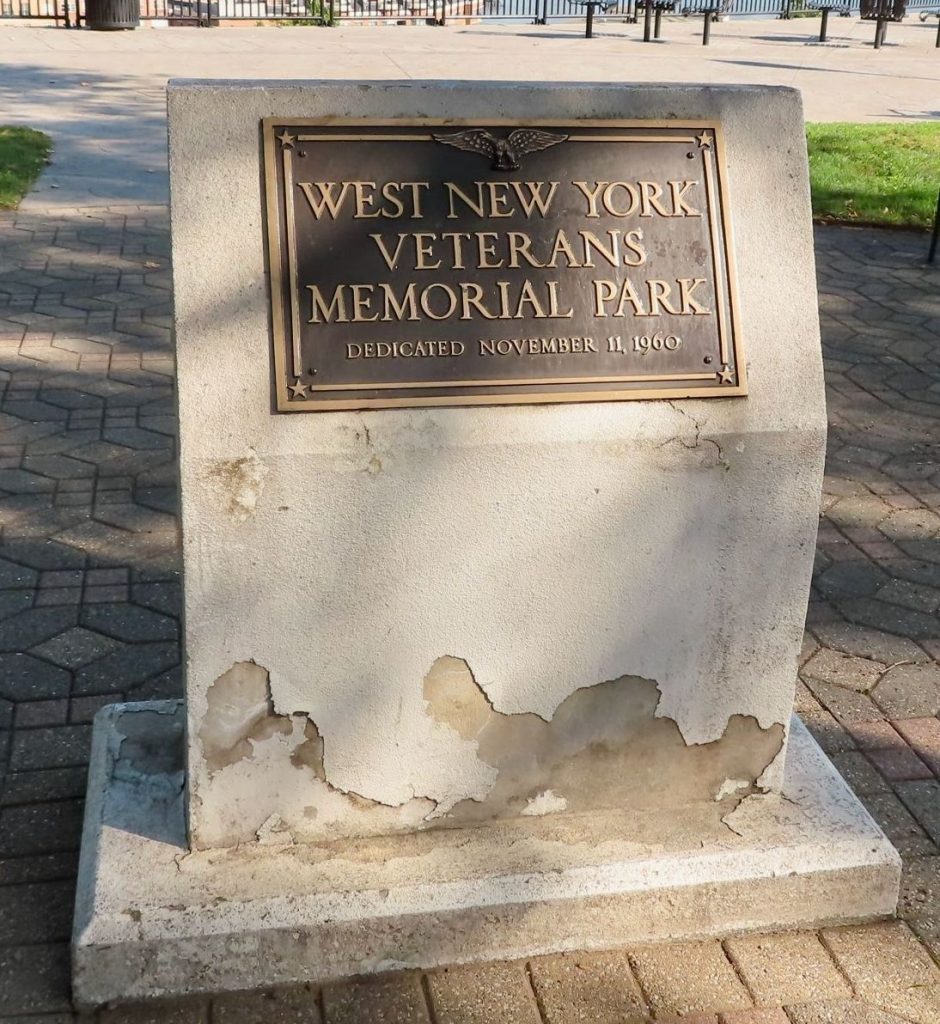 WEST NEW YORK
VETERANS
MEMORIAL PARK
DEDICATED NOVEMBER 11, 1960